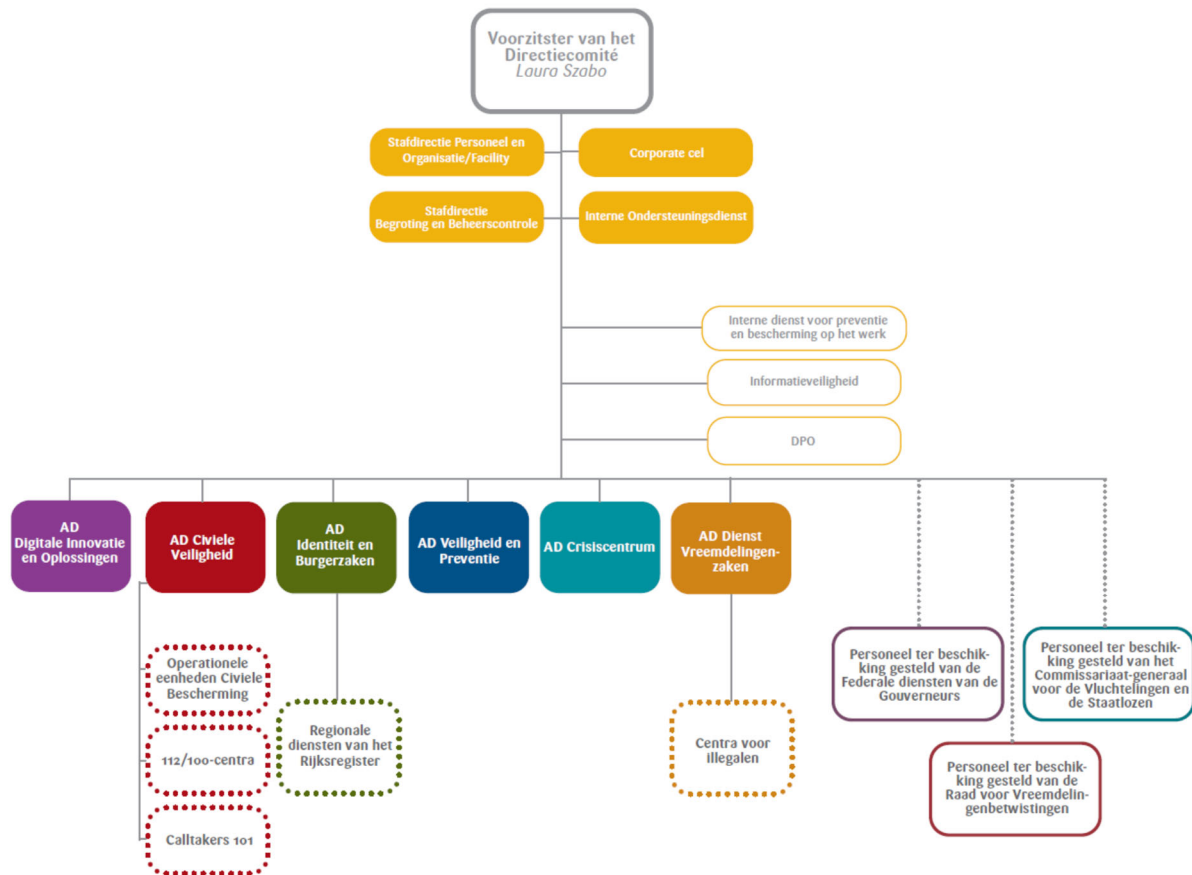 Voorzitster van het
Directiecomité
Laura Szabo
Stafdirectie Personeel en
Organisatie/Facility
Corporate cel
Stafdirectie
Begroting en Beheerscontrole
Interne Ondersteuningsdienst
Interne dienst voor preventie
en bescherming op het werk
Informatieveiligheid
DPO
AD
Digitale Innovatie
en Oplossingen
AD Civiele
Veiligheid
AD
Identiteit en
Burgerzaken
AD Veiligheid en
Preventie
AD Crisiscentrum
AD Dienst
Vreemdelingen-
zaken
Operationele
eenheden Civiele
Bescherming
112/100-centra
Calltakers 101
Regionale
diensten van het
Rijksregister
Centra voor
illegalen
Personeel ter beschik-
kking gesteld van de
Federale diensten van de
Gouverneurs
Personeel ter beschik-
kking gesteld van het
Commissariaat-generaal
voor de Vluchtelingen en
de Staatlozen
Personeel ter beschik-
kking gesteld van de
Raad voor Vreemdelin-
genbetwistingen